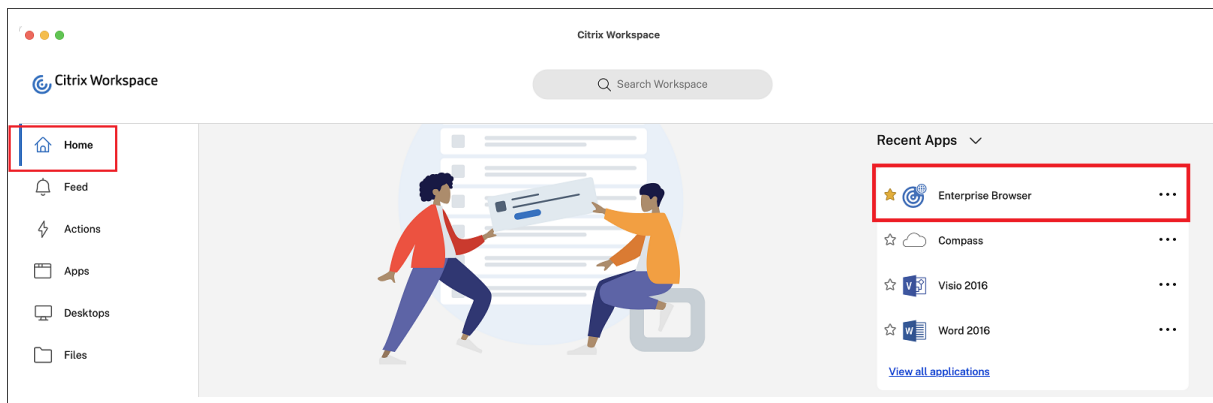 Citrix Workspace
Citrix Workspace
Search Workspace
Home
Feed
Actions
Apps
Desktops
Files
Recent Apps
Enterprise Browser
Compass
Visio 2016
Word 2016
View all applications